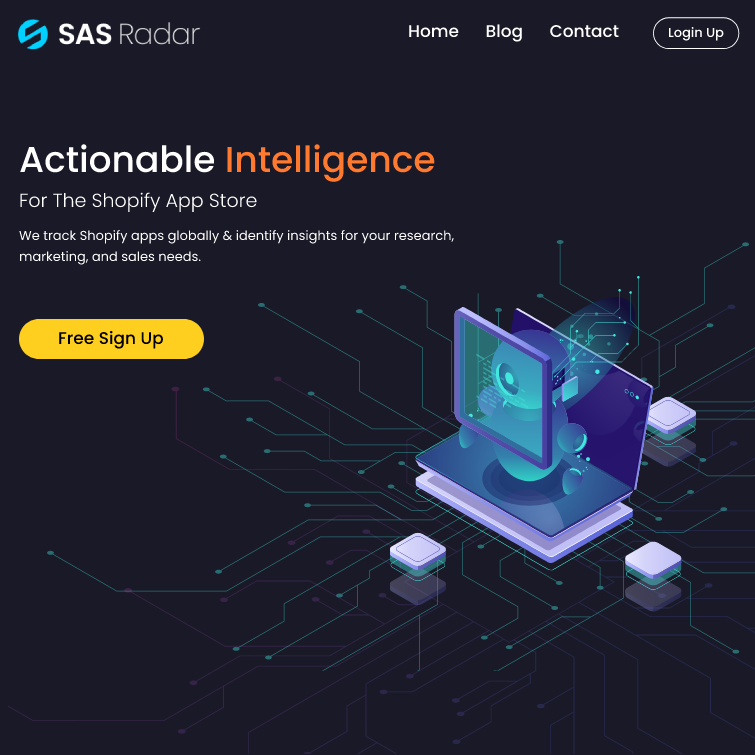 SAS Radar
Home Blog Contact Login Up
Actionable Intelligence
For The Shopify App Store
We track Shopify apps globally & identify insights for your research,
marketing, and sales needs.
Free Sign Up